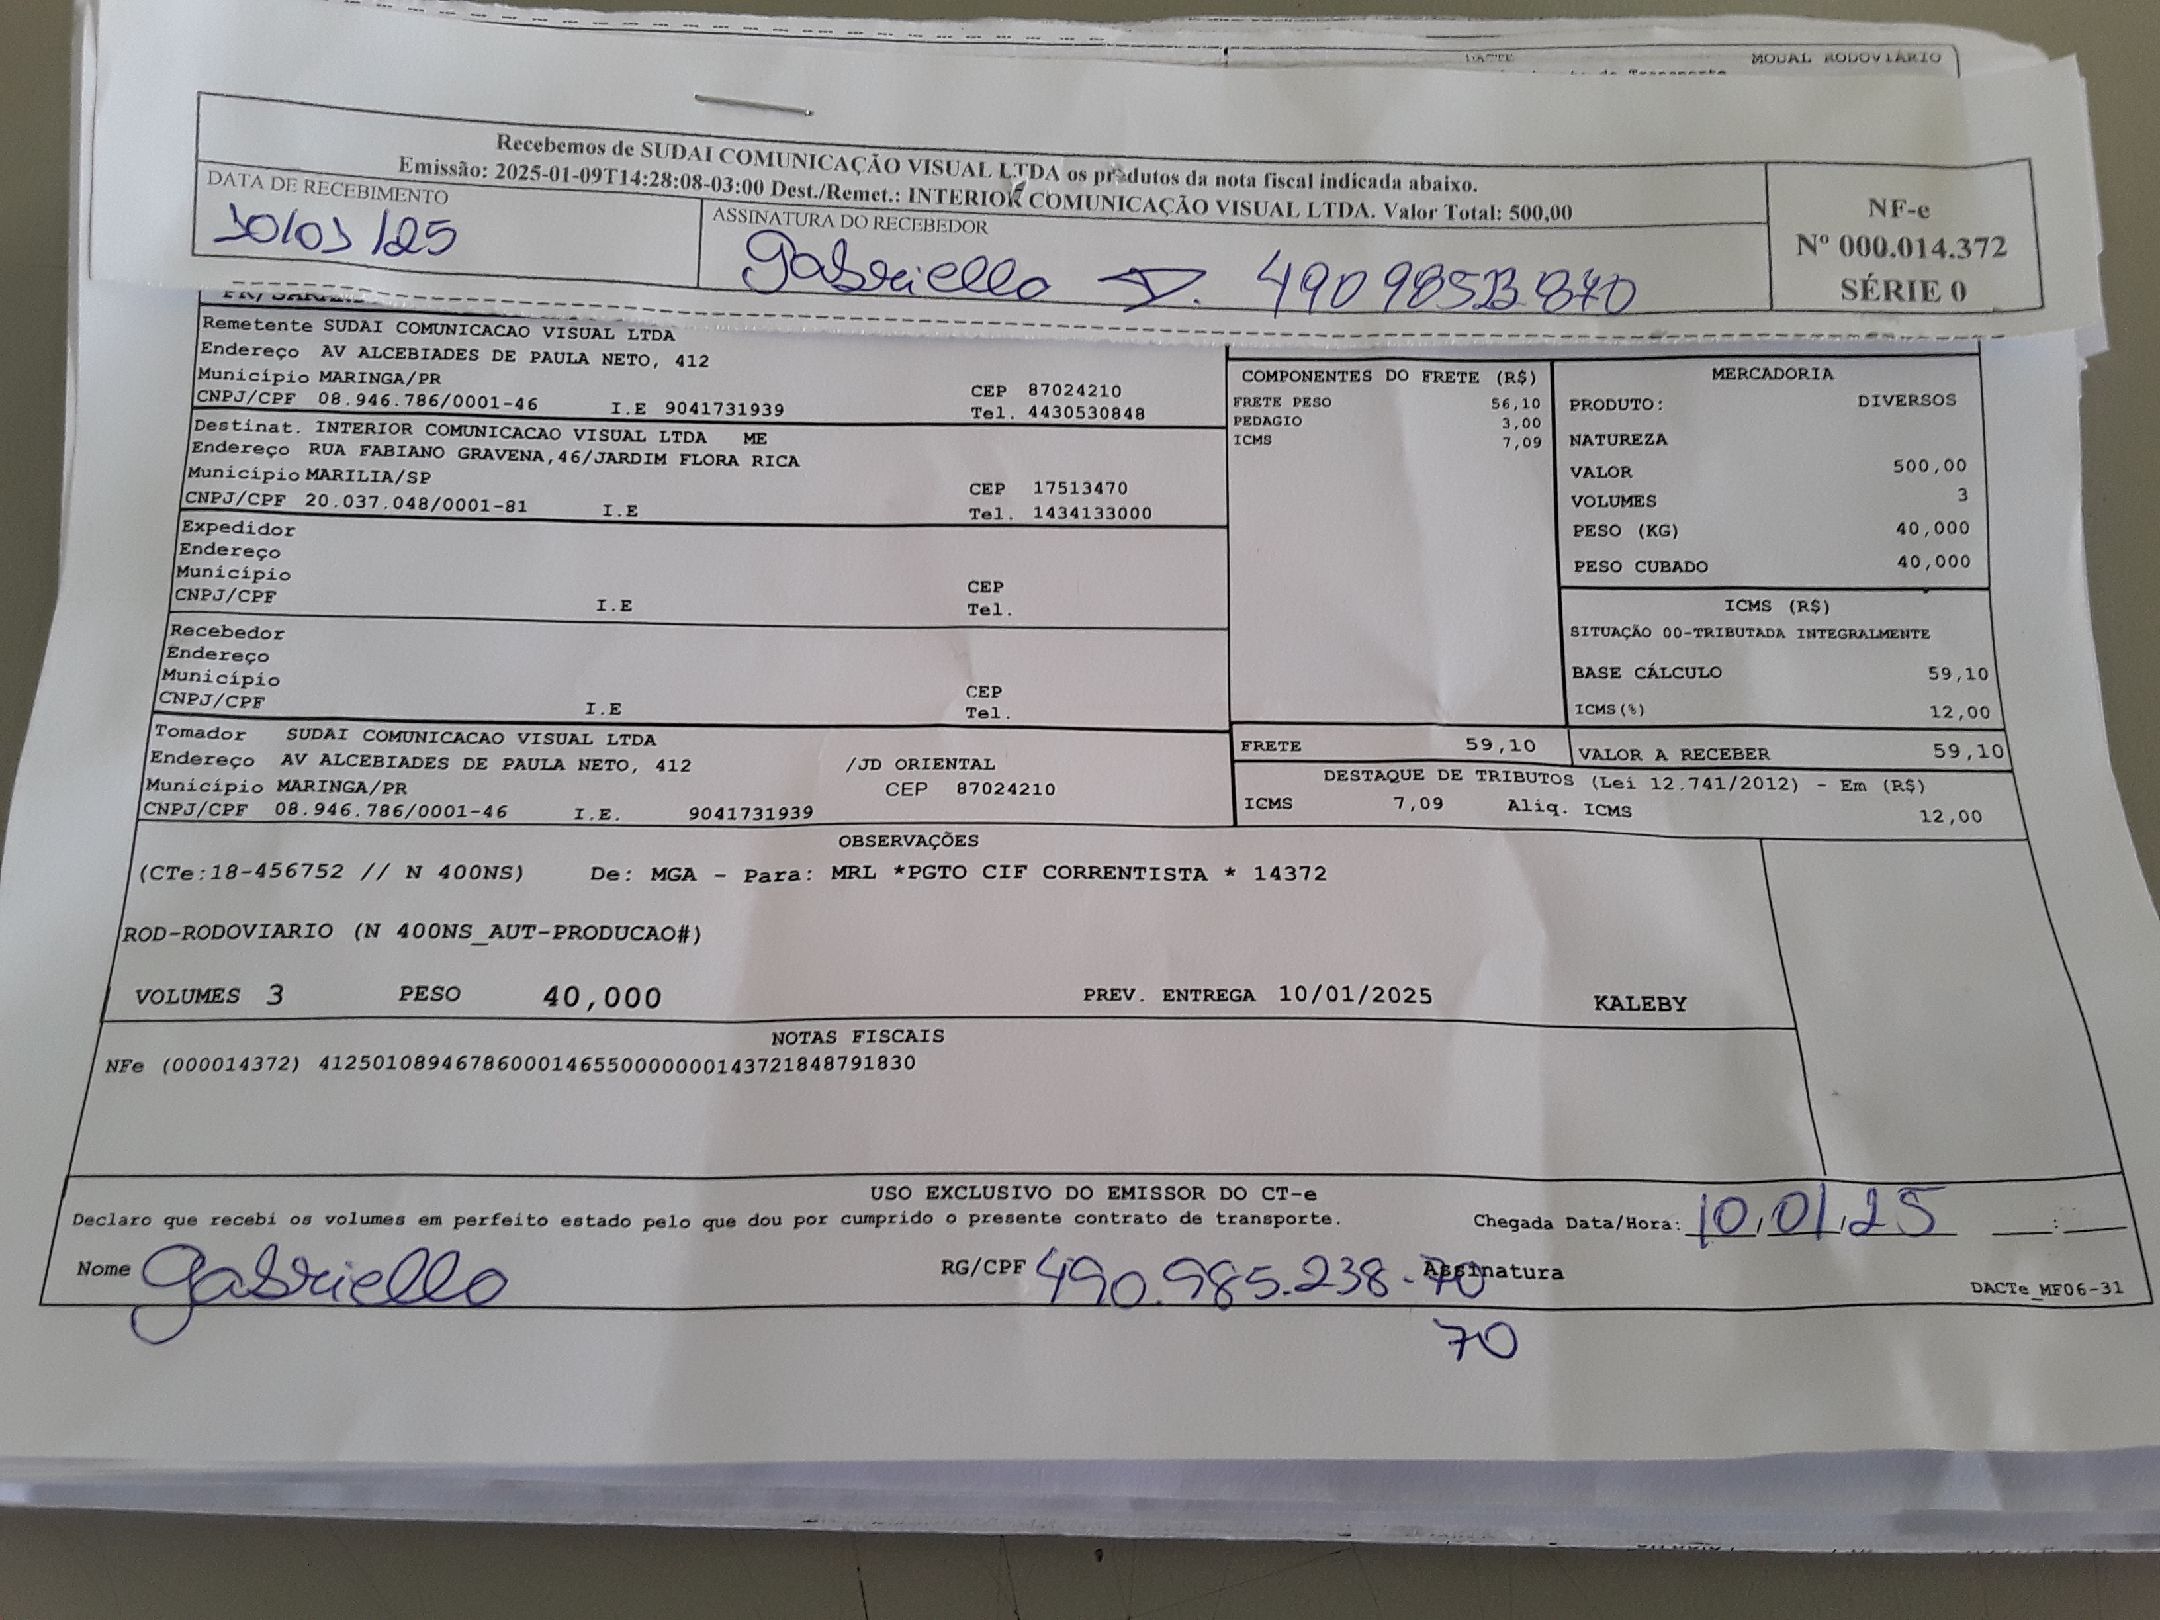 DACTE
MODAL RODOVIÁRIO
Recebemos de SUDAI COMUNICAÇÃO VISUAL LTDA os produtos da nota fiscal indicada abaixo.
Emissão: 2025-01-09T14:28:08-03:00 Dest./Remet.: INTERIOR COMUNICAÇÃO VISUAL LTDA. Valor Total: 500,00
DATA DE RECEBIMENTO
10/01/25
ASSINATURA DO RECEBEDOR
Gabriella D. 49098523870
NF-e
Nº 000.014.372
SÉRIE 0
Remetente SUDAI COMUNICACAO VISUAL LTDA
Endereço AV ALCEBIADES DE PAULA NETO, 412
Município MARINGA/PR CEP 87024210
CNPJ/CPF 08.946.786/0001-46 I.E 9041731939 Tel. 4430530848
Destinat. INTERIOR COMUNICACAO VISUAL LTDA ME
Endereço RUA FABIANO GRAVENA,46/JARDIM FLORA RICA
Município MARILIA/SP CEP 17513470
CNPJ/CPF 20.037.048/0001-81 I.E Tel. 1434133000
Expedidor
Endereço
Município CEP
CNPJ/CPF I.E Tel.
Recebedor
Endereço
Município CEP
CNPJ/CPF I.E Tel.
Tomador SUDAI COMUNICACAO VISUAL LTDA
Endereço AV ALCEBIADES DE PAULA NETO, 412 /JD ORIENTAL
Município MARINGA/PR CEP 87024210
CNPJ/CPF 08.946.786/0001-46 I.E. 9041731939
COMPONENTES DO FRETE (R$)
FRETE PESO 56,10
PEDAGIO 3,00
ICMS 7,09
MERCADORIA
PRODUTO: DIVERSOS
NATUREZA
VALOR 500,00
VOLUMES 3
PESO (KG) 40,000
PESO CUBADO 40,000
ICMS (R$)
SITUAÇÃO 00-TRIBUTADA INTEGRALMENTE
BASE CÁLCULO 59,10
ICMS(%) 12,00
FRETE 59,10
VALOR A RECEBER 59,10
DESTAQUE DE TRIBUTOS (Lei 12.741/2012) - Em (R$)
ICMS 7,09 Aliq. ICMS 12,00
OBSERVAÇÕES
(CTe:18-456752 // N 400NS) De: MGA - Para: MRL *PGTO CIF CORRENTISTA * 14372
ROD-RODOVIARIO (N 400NS_AUT-PRODUCAO#)
VOLUMES 3 PESO 40,000 PREV. ENTREGA 10/01/2025 KALEBY
NOTAS FISCAIS
NFe (000014372) 41250108946786000146550000000143721848791830
USO EXCLUSIVO DO EMISSOR DO CT-e
Declaro que recebi os volumes em perfeito estado pelo que dou por cumprido o presente contrato de transporte.
Chegada Data/Hora: 10/01/25 __:__
Nome Gabriella RG/CPF 490.985.238-70 Assinatura
70
DACTe_MF06-31